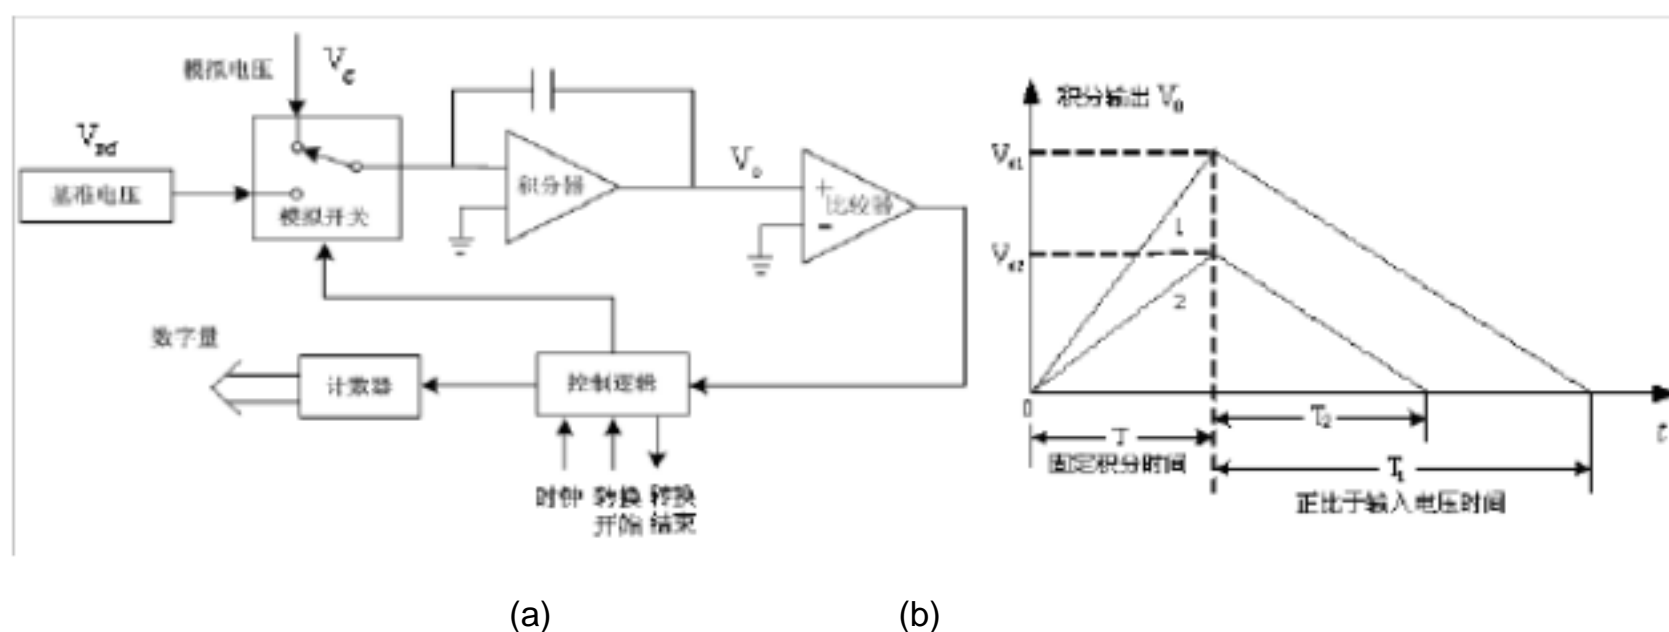 模拟电压
V_c
V_ref
基准电压
模拟开关
积分器
V_o
+
比较器
-
数字量
计数器
控制逻辑
时钟 转换 转换
开始 结束
积分输出 V_0
V_a1
V_a2
1
2
0
T
固定积分时间
T_2
T_1
正比于输入电压时间
t
(a) (b)